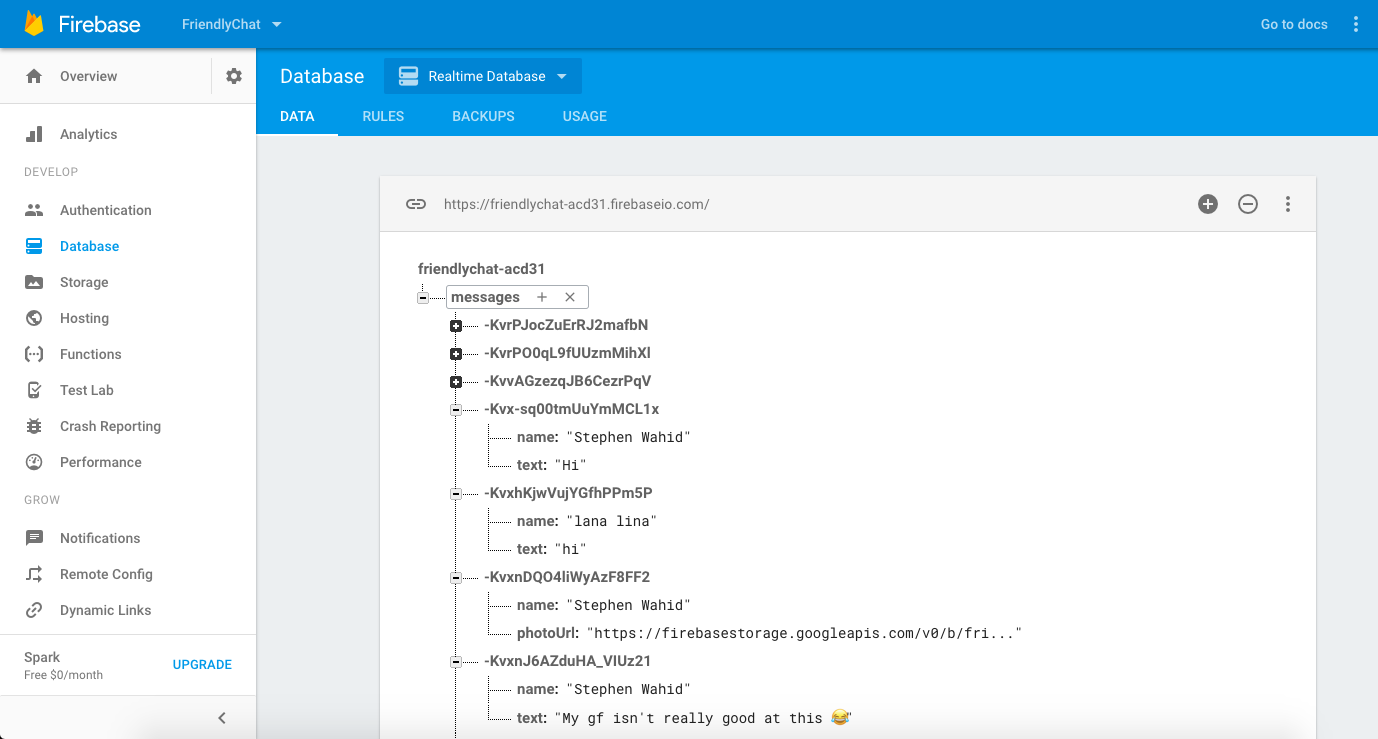 Firebase FriendlyChat Go to docs
Overview
Database Realtime Database
DATA RULES BACKUPS USAGE
Analytics
DEVELOP
Authentication
Database
Storage
Hosting
Functions
Test Lab
Crash Reporting
Performance
GROW
Notifications
Remote Config
Dynamic Links
Spark
Free $0/month
UPGRADE
https://friendlychat-acd31.firebaseio.com/
friendlychat-acd31
messages
-KvrPJocZuErRJ2mafbN
-KvrPO0qL9fUUzmMihXl
-KvvAGzezqJB6CezrPqV
-Kvx-sq00tmUuYmMCL1x
name: "Stephen Wahid"
text: "Hi"
-KvxhKjwVujYGfhPPm5P
name: "lana lina"
text: "hi"
-KvxnDQO4liWyAzF8FF2
name: "Stephen Wahid"
photoUrl: "https://firebasestorage.googleapis.com/v0/b/fri..."
-KvxnJ6AZduHA_VIUz21
name: "Stephen Wahid"
text: "My gf isn't really good at this 😂"